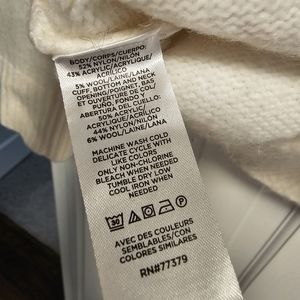 BODY/CORPS/CUERPO:
52% NYLON/NILÓN
43% ACRYLIC/ACRYLIQUE/
ACRÍLICO
5% WOOL/LAINE/LANA
CUFF, BOTTOM AND NECK
OPENING/POIGNET, BAS
ET OUVERTURE DE COL/
PUÑO, FONDO Y
ABERTURA DEL CUELLO:
50% ACRYLIC/
ACRYLIQUE/ACRÍLICO
44% NYLON/NILÓN
6% WOOL/LAINE/LANA
MACHINE WASH COLD
DELICATE CYCLE WITH
LIKE COLORS
ONLY NON-CHLORINE
BLEACH WHEN NEEDED
TUMBLE DRY LOW
COOL IRON WHEN
NEEDED
30
AVEC DES COULEURS
SEMBLABLES/CON
COLORES SIMILARES
RN#77379